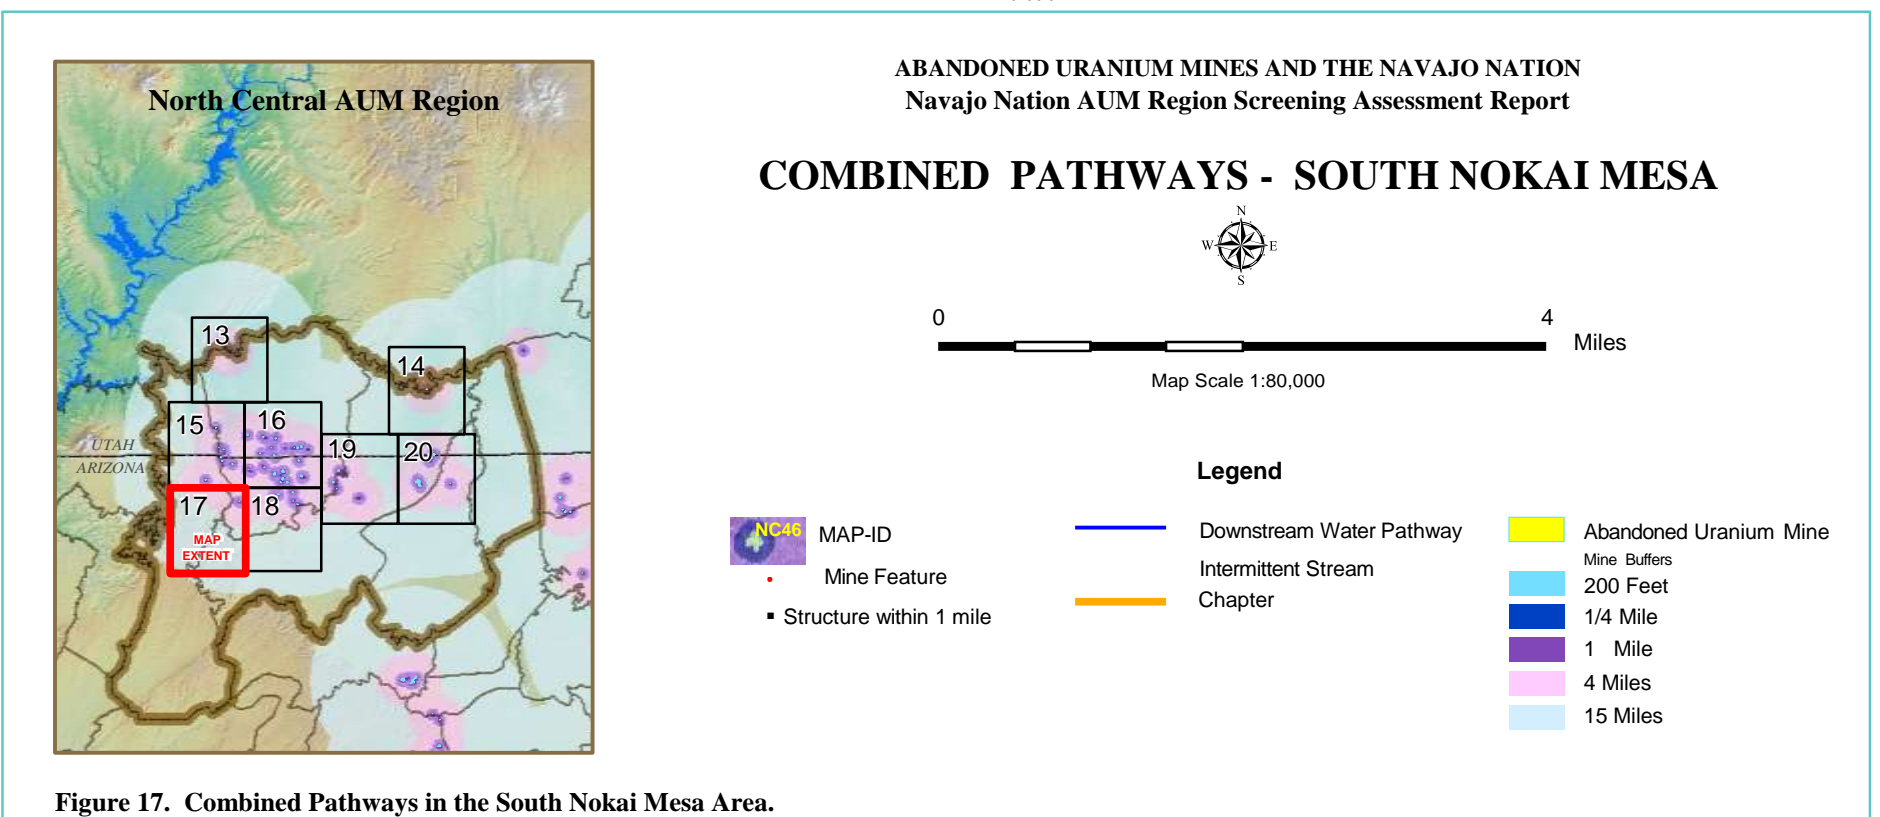 North Central AUM Region
13
14
15
16
19
20
UTAH
ARIZONA
17
18
MAP
EXTENT
ABANDONED URANIUM MINES AND THE NAVAJO NATION
Navajo Nation AUM Region Screening Assessment Report
COMBINED PATHWAYS - SOUTH NOKAI MESA
N
W E
S
0 4
Miles
Map Scale 1:80,000
Legend
NC46 MAP-ID
Mine Feature
Structure within 1 mile
Downstream Water Pathway
Intermittent Stream
Chapter
Abandoned Uranium Mine
Mine Buffers
200 Feet
1/4 Mile
1 Mile
4 Miles
15 Miles
Figure 17. Combined Pathways in the South Nokai Mesa Area.